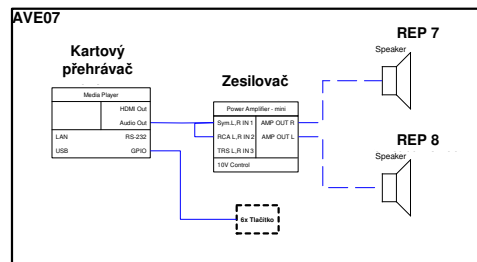 AVE07
REP 7
Speaker
Kartový
přehrávač
Zesilovač
Media Player
HDMI Out
Audio Out
LAN
RS-232
USB
GPIO
Power Amplifier - mini
Sym.L,R IN 1
AMP OUT R
RCA L,R IN 2
AMP OUT L
TRS L,R IN 3
10V Control
REP 8
Speaker
6x Tlačítko